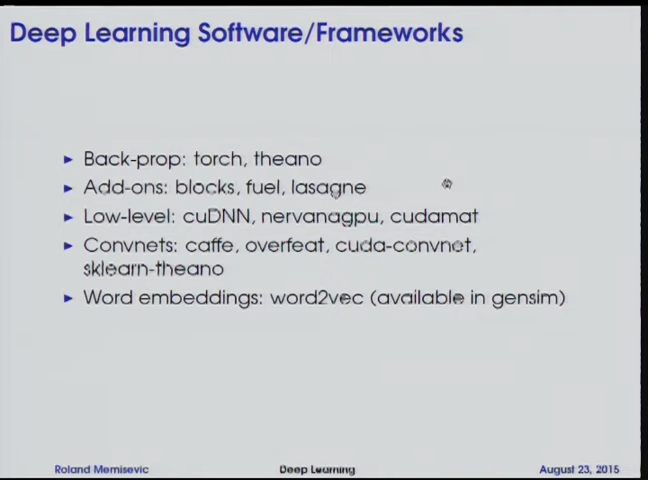 Deep Learning Software/Frameworks
▶ Back-prop: torch, theano
▶ Add-ons: blocks, fuel, lasagne
▶ Low-level: cuDNN, nervanagpu, cudamat
▶ Convnets: caffe, overfeat, cuda-convnet,
sklearn-theano
▶ Word embeddings: word2vec (available in gensim)
Roland Memisevic Deep Learning August 23, 2015